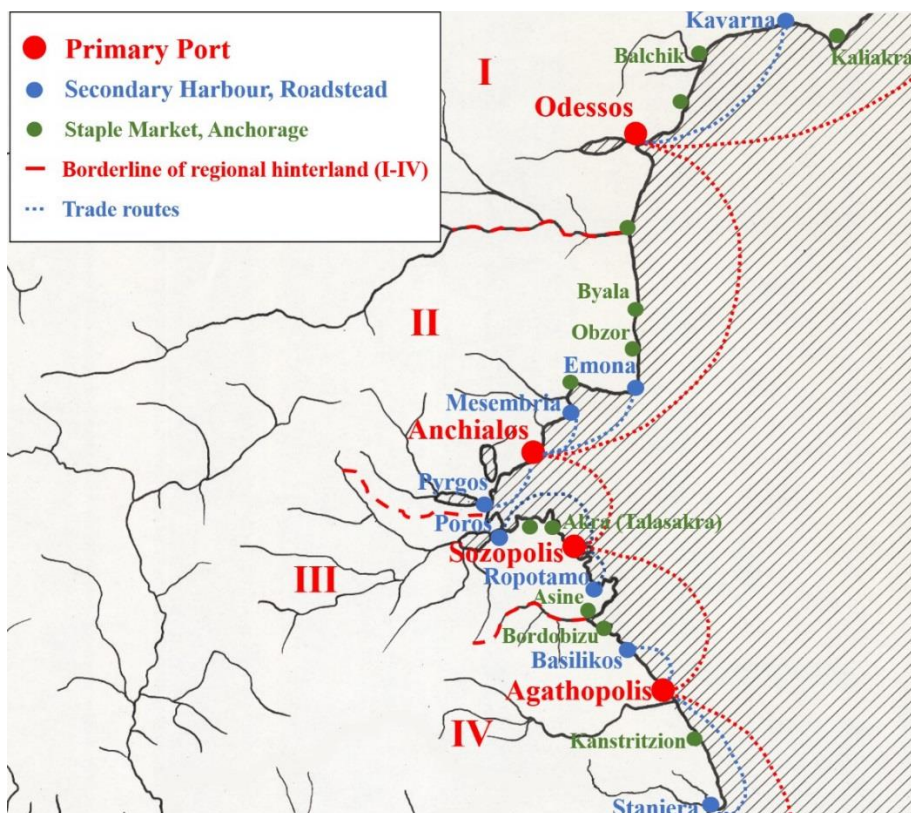 Primary Port
Secondary Harbour, Roadstead
Staple Market, Anchorage
Borderline of regional hinterland (I-IV)
Trade routes
Kavarna
I
Balchik
Kaliakra
Odessos
Byala
II
Obzor
Emona
Mesembria
Anchialøs
Pyrgos
Poros
Akra (Talasakra)
Sozopolis
III
Ropotamo
Asine
Bordobizu
Basilikos
Agathopolis
IV
Kanstritzion
Staniera